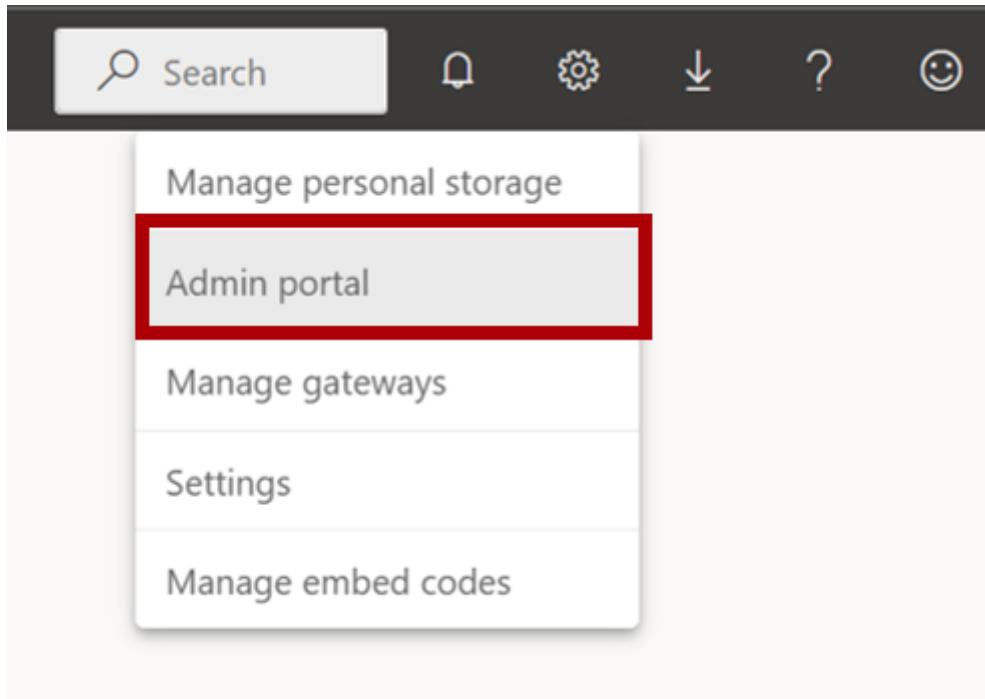 Search
Manage personal storage
Admin portal
Manage gateways
Settings
Manage embed codes